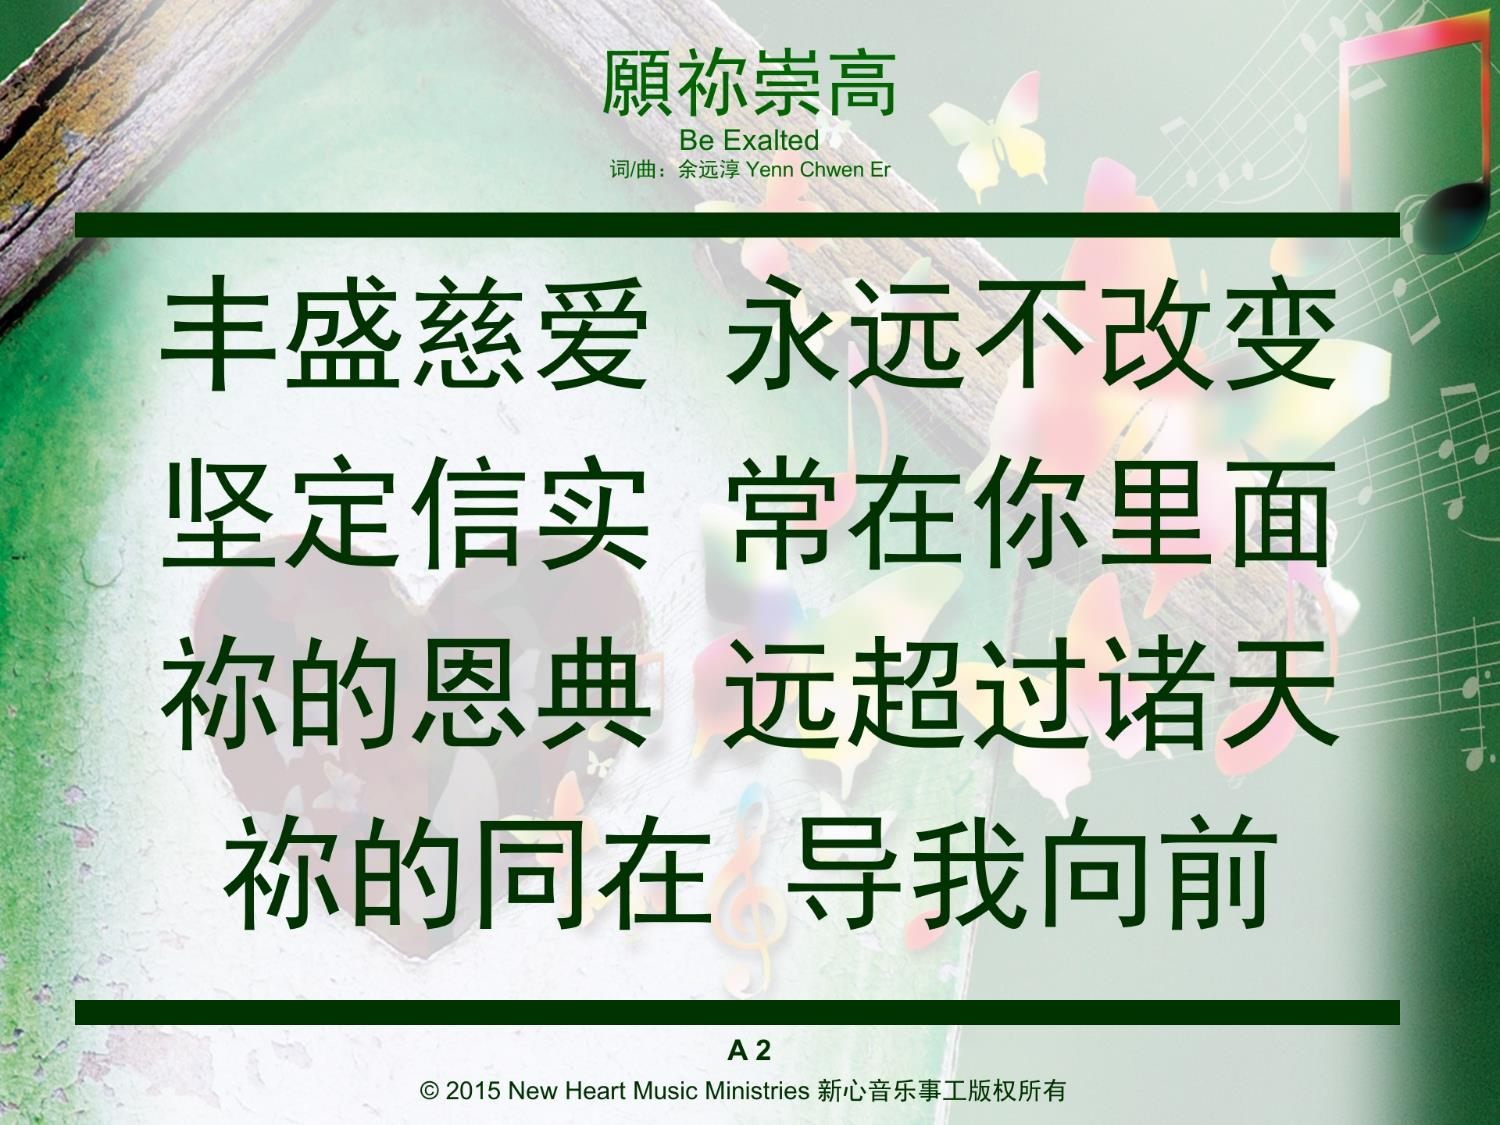 願祢崇高
Be Exalted
词/曲：余远淳 Yenn Chwen Er
丰盛慈爱 永远不改变
坚定信实 常在你里面
祢的恩典 远超过诸天
祢的同在 导我向前
A 2
© 2015 New Heart Music Ministries 新心音乐事工版权所有